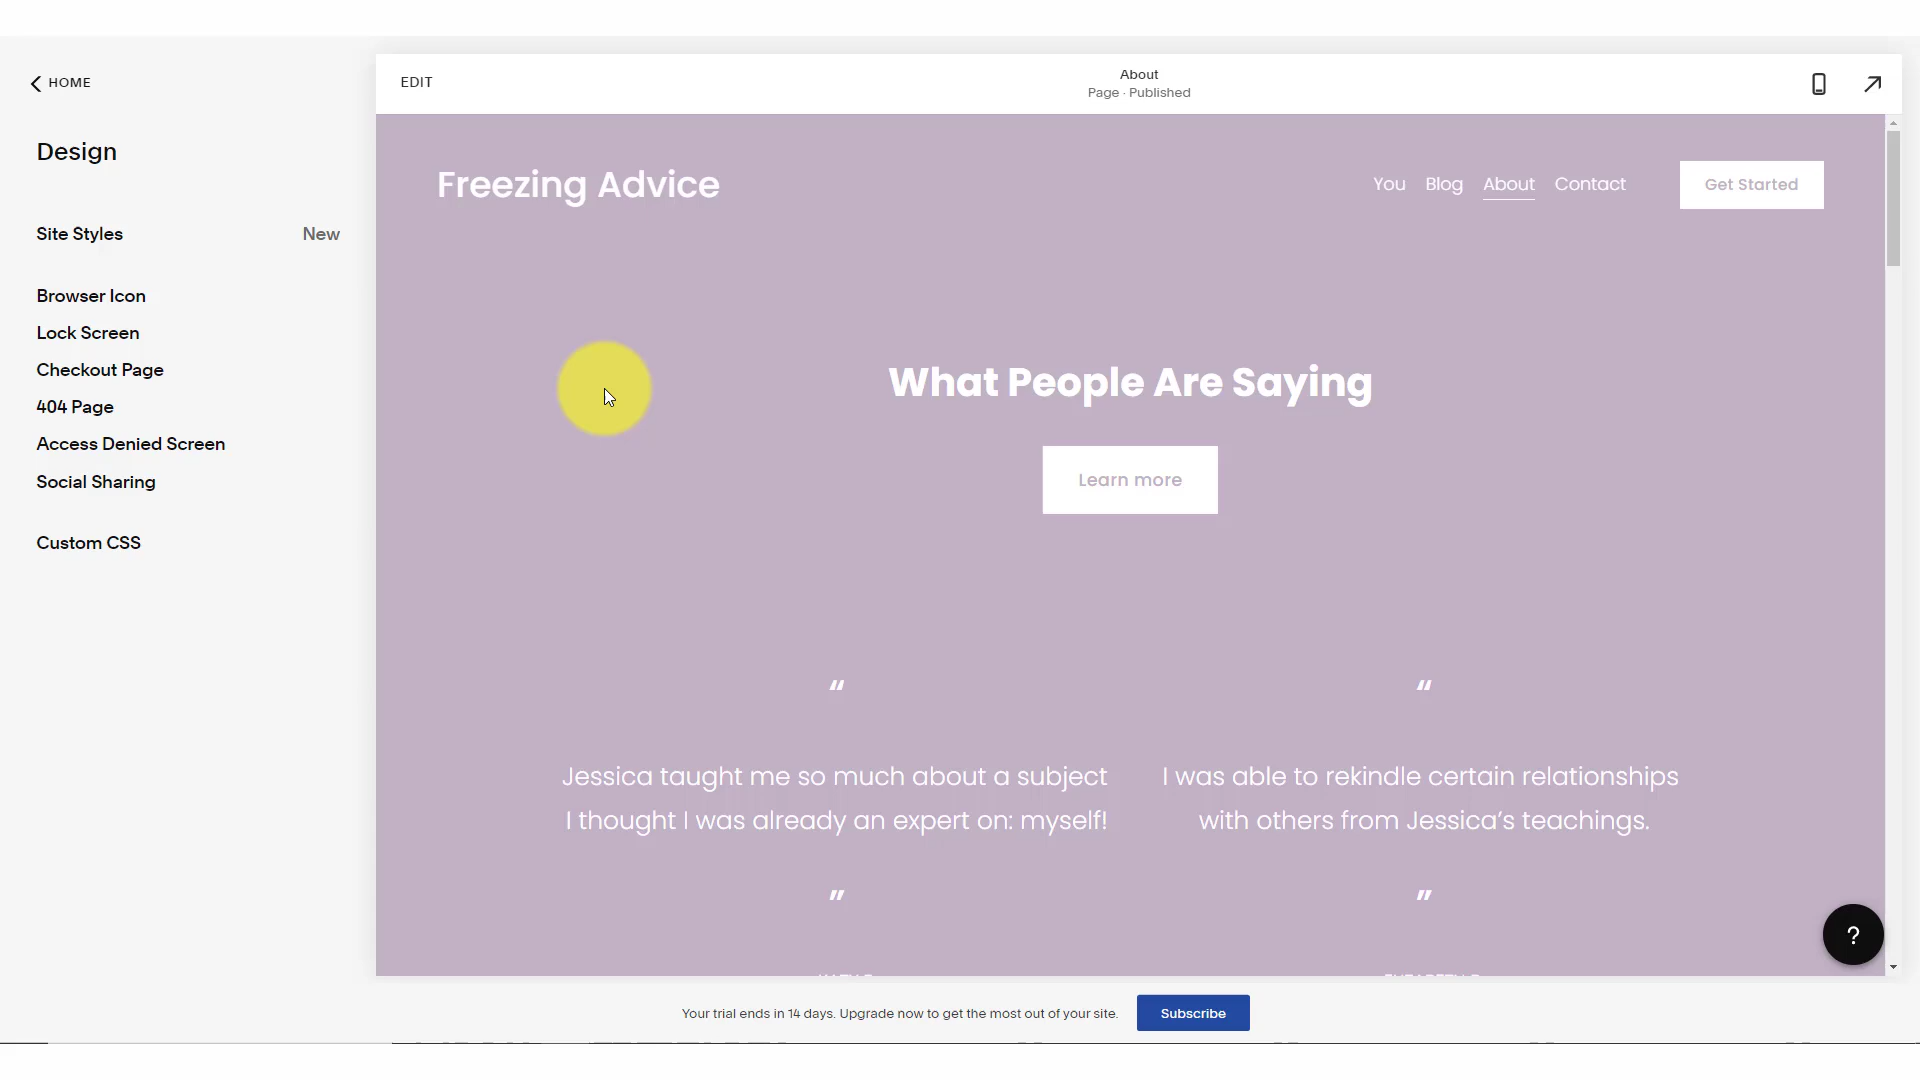 HOME
Design
Site Styles New
Browser Icon
Lock Screen
Checkout Page
404 Page
Access Denied Screen
Social Sharing
Custom CSS
EDIT
About
Page · Published
Freezing Advice
You Blog About Contact Get Started
What People Are Saying
Learn more
“
Jessica taught me so much about a subject
I thought I was already an expert on: myself!
”
“
I was able to rekindle certain relationships
with others from Jessica’s teachings.
”
?
Your trial ends in 14 days. Upgrade now to get the most out of your site. Subscribe